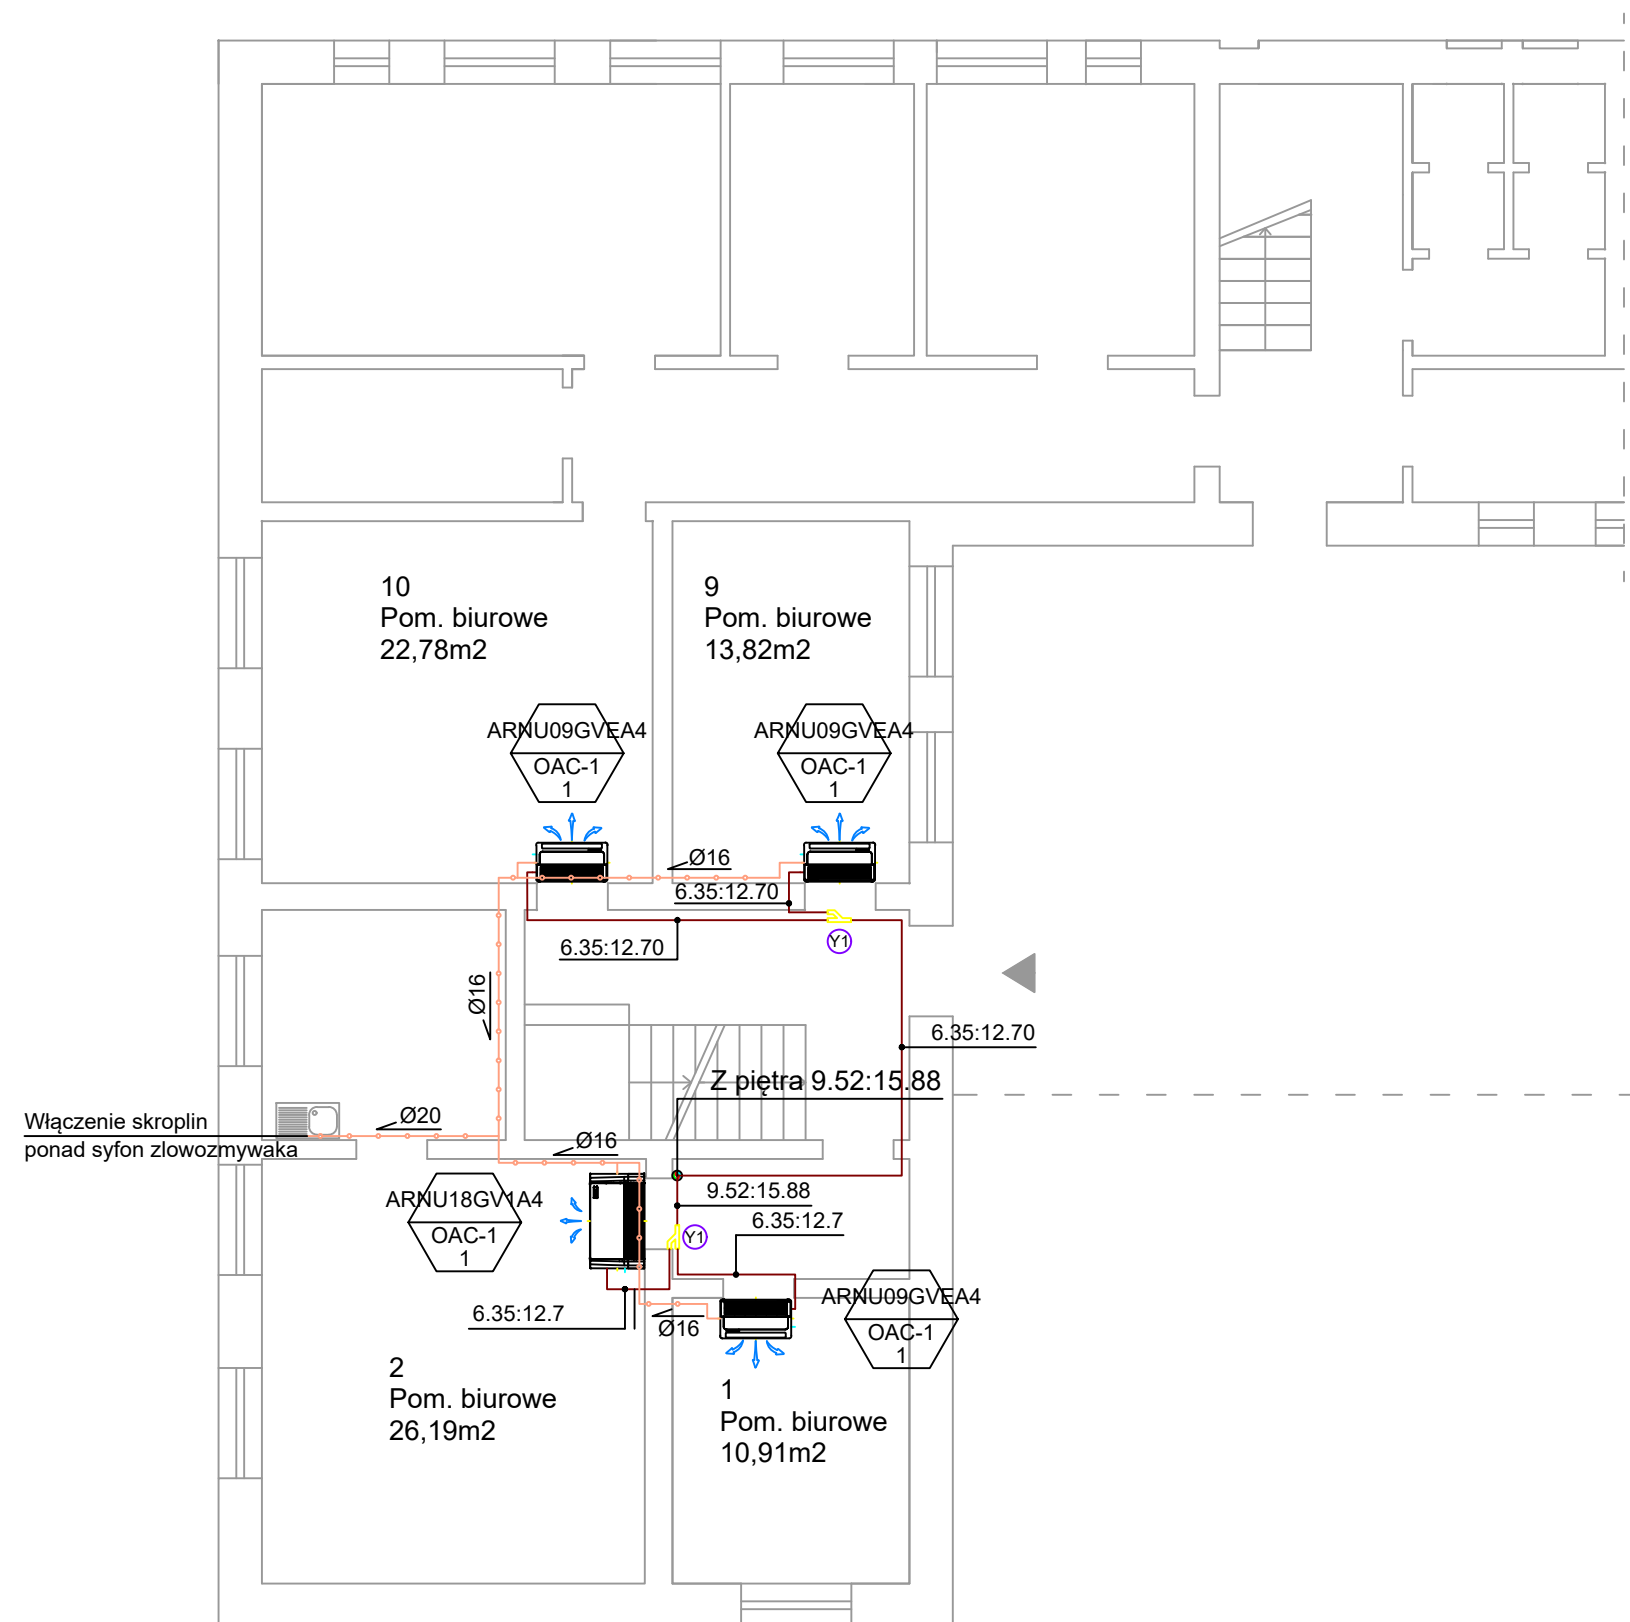 10
Pom. biurowe
22,78m2
9
Pom. biurowe
13,82m2
ARNU09GVEA4
OAC-1
1
ARNU09GVEA4
OAC-1
1
Ø16
6.35:12.70
6.35:12.70
Y1
Ø16
6.35:12.70
Z piętra 9.52:15.88
Włączenie skroplin
ponad syfon zlowozmywaka
Ø20
Ø16
ARNU18GV1A4
OAC-1
1
9.52:15.88
6.35:12.7
Y1
6.35:12.7
Ø16
ARNU09GVEA4
OAC-1
1
2
Pom. biurowe
26,19m2
1
Pom. biurowe
10,91m2